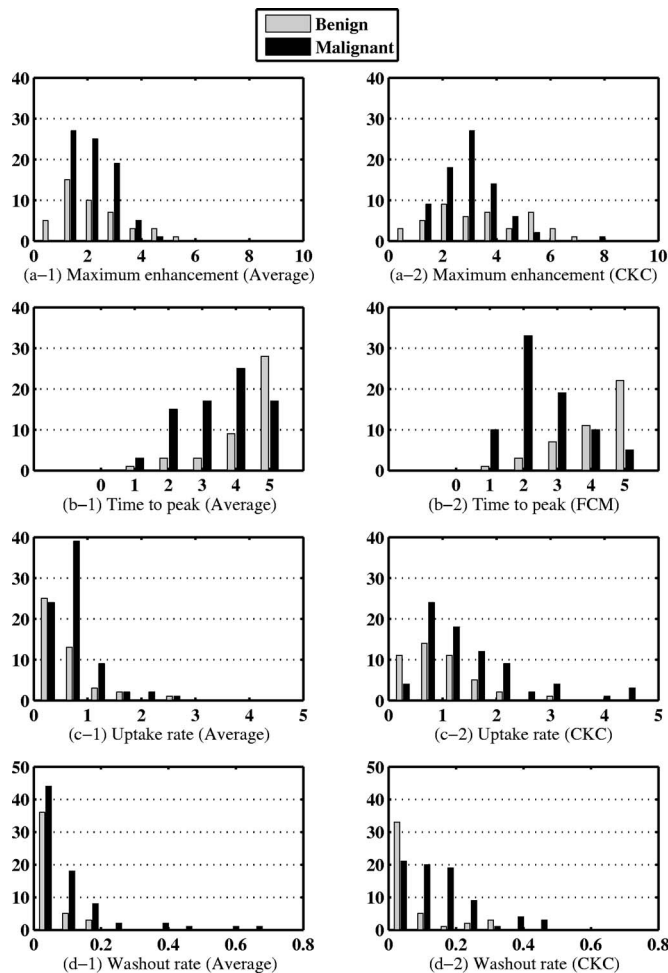 Benign
Malignant
40
30
20
10
0
0 2 4 6 8 10
(a-1) Maximum enhancement (Average)
40
30
20
10
0
0 2 4 6 8 10
(a-2) Maximum enhancement (CKC)
40
30
20
10
0
0 1 2 3 4 5
(b-1) Time to peak (Average)
40
30
20
10
0
0 1 2 3 4 5
(b-2) Time to peak (FCM)
40
30
20
10
0
0 1 2 3 4 5
(c-1) Uptake rate (Average)
40
30
20
10
0
0 1 2 3 4 5
(c-2) Uptake rate (CKC)
50
40
30
20
10
0
0 0.2 0.4 0.6 0.8
(d-1) Washout rate (Average)
50
40
30
20
10
0
0 0.2 0.4 0.6 0.8
(d-2) Washout rate (CKC)